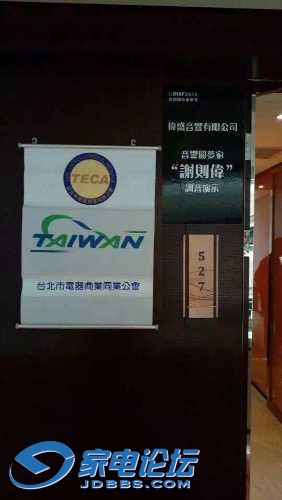 TECA
TAIWAN
台北市電器商業同業公會
偉盛音響有限公司
音響圓夢家
“謝則偉”
調音演示
527
家电论坛
JDBBS.COM